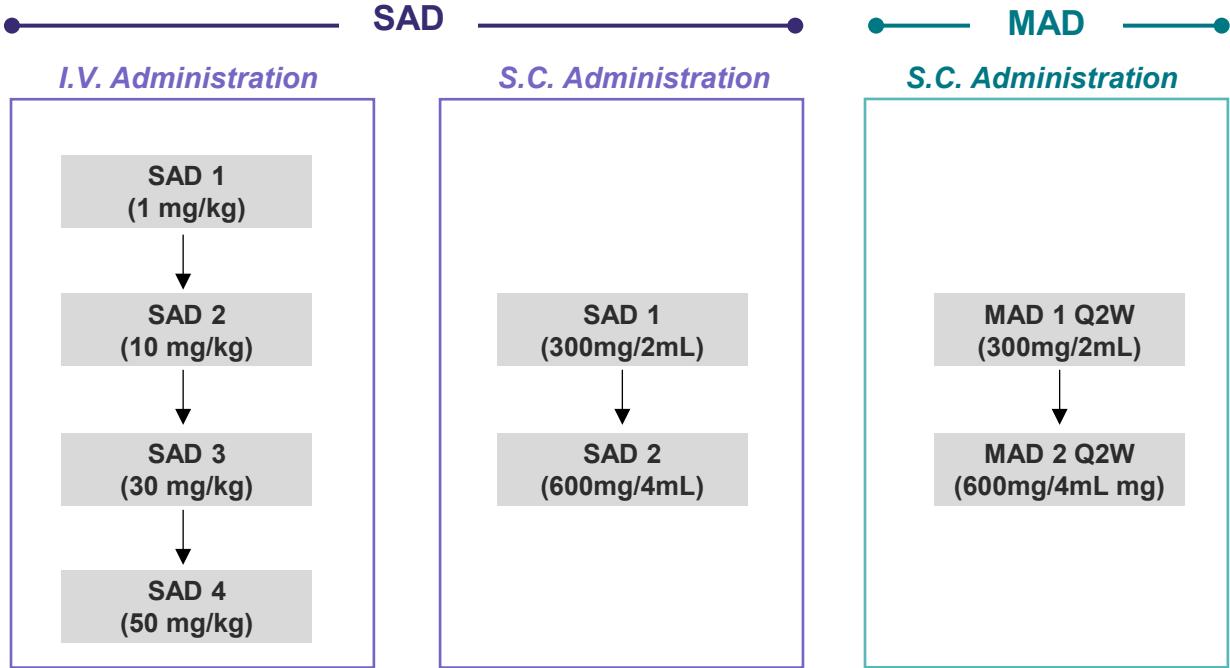 SAD
MAD
I.V. Administration
S.C. Administration
S.C. Administration
SAD 1
(1 mg/kg)
SAD 2
(10 mg/kg)
SAD 3
(30 mg/kg)
SAD 4
(50 mg/kg)
SAD 1
(300mg/2mL)
SAD 2
(600mg/4mL)
MAD 1 Q2W
(300mg/2mL)
MAD 2 Q2W
(600mg/4mL mg)